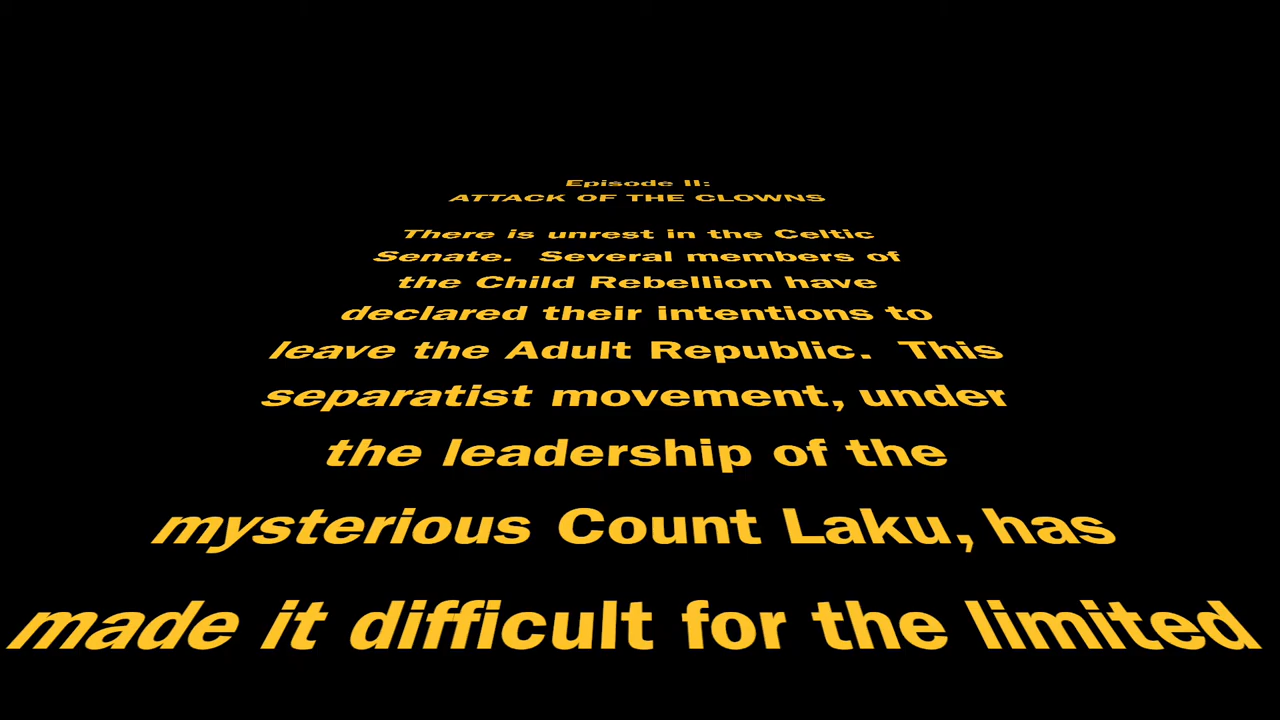 Episode II:
ATTACK OF THE CLOWNS
There is unrest in the Celtic
Senate.  Several members of
the Child Rebellion have
declared their intentions to
leave the Adult Republic.  This
separatist movement, under
the leadership of the
mysterious Count Laku, has
made it difficult for the limited